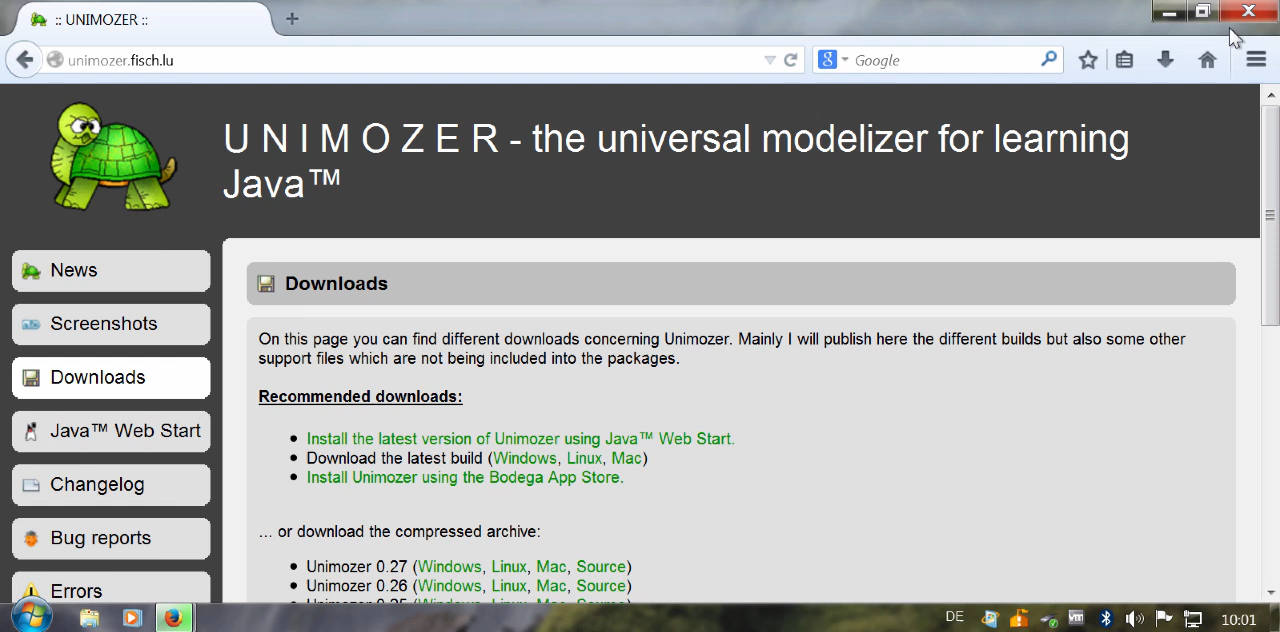 :: UNIMOZER ::
unimozer.fisch.lu
Google
U N I M O Z E R - the universal modelizer for learning
Java™
News
Screenshots
Downloads
Java™ Web Start
Changelog
Bug reports
Errors
Downloads
On this page you can find different downloads concerning Unimozer. Mainly I will publish here the different builds but also some other
support files which are not being included into the packages.
Recommended downloads:
Install the latest version of Unimozer using Java™ Web Start.
Download the latest build (Windows, Linux, Mac)
Install Unimozer using the Bodega App Store.
... or download the compressed archive:
Unimozer 0.27 (Windows, Linux, Mac, Source)
Unimozer 0.26 (Windows, Linux, Mac, Source)
DE
10:01